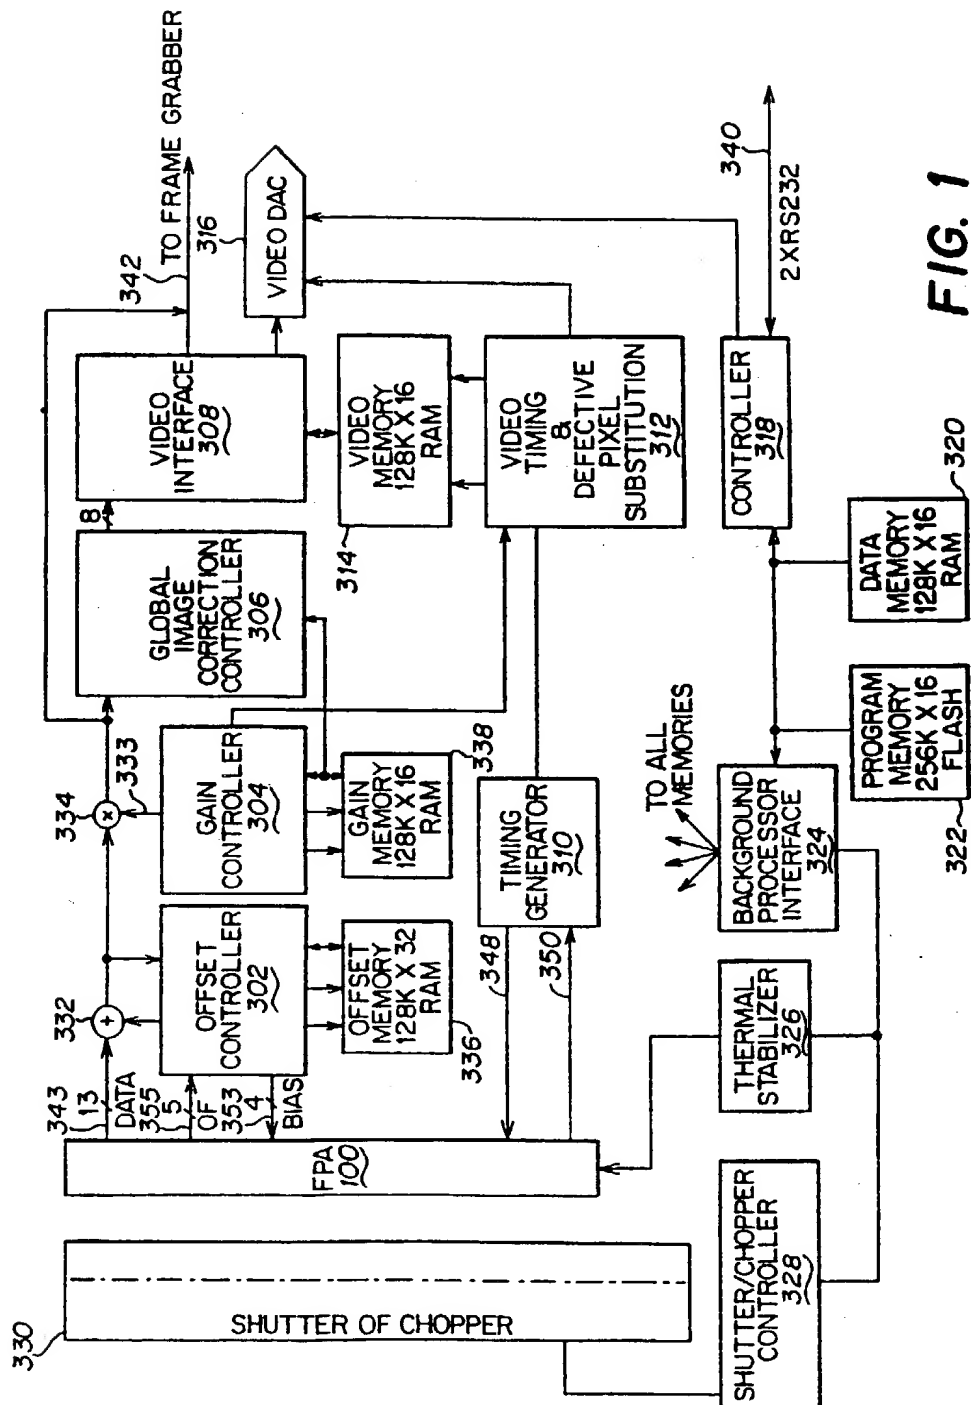 330
SHUTTER OF CHOPPER
SHUTTER/CHOPPER
CONTROLLER
328
FPA
100
343
13
DATA
355
5
OF
353
4
BIAS
332
+
OFFSET
CONTROLLER
302
OFFSET
MEMORY
128K X 32
RAM
336
334
X
333
GAIN
CONTROLLER
304
GAIN
MEMORY
128K X 16
RAM
338
GLOBAL
IMAGE
CORRECTION
CONTROLLER
306
8
VIDEO
INTERFACE
308
342
TO FRAME GRABBER
316
VIDEO DAC
314
VIDEO
MEMORY
128K X 16
RAM
VIDEO
TIMING
&
DEFECTIVE
PIXEL
SUBSTITUTION
312
348
350
TIMING
GENERATOR
310
THERMAL
STABILIZER
326
TO ALL
MEMORIES
BACKGROUND
PROCESSOR
INTERFACE
324
CONTROLLER
318
340
2XRS232
322
PROGRAM
MEMORY
256K X 16
FLASH
DATA
MEMORY
128K X 16
RAM
320
FIG. 1